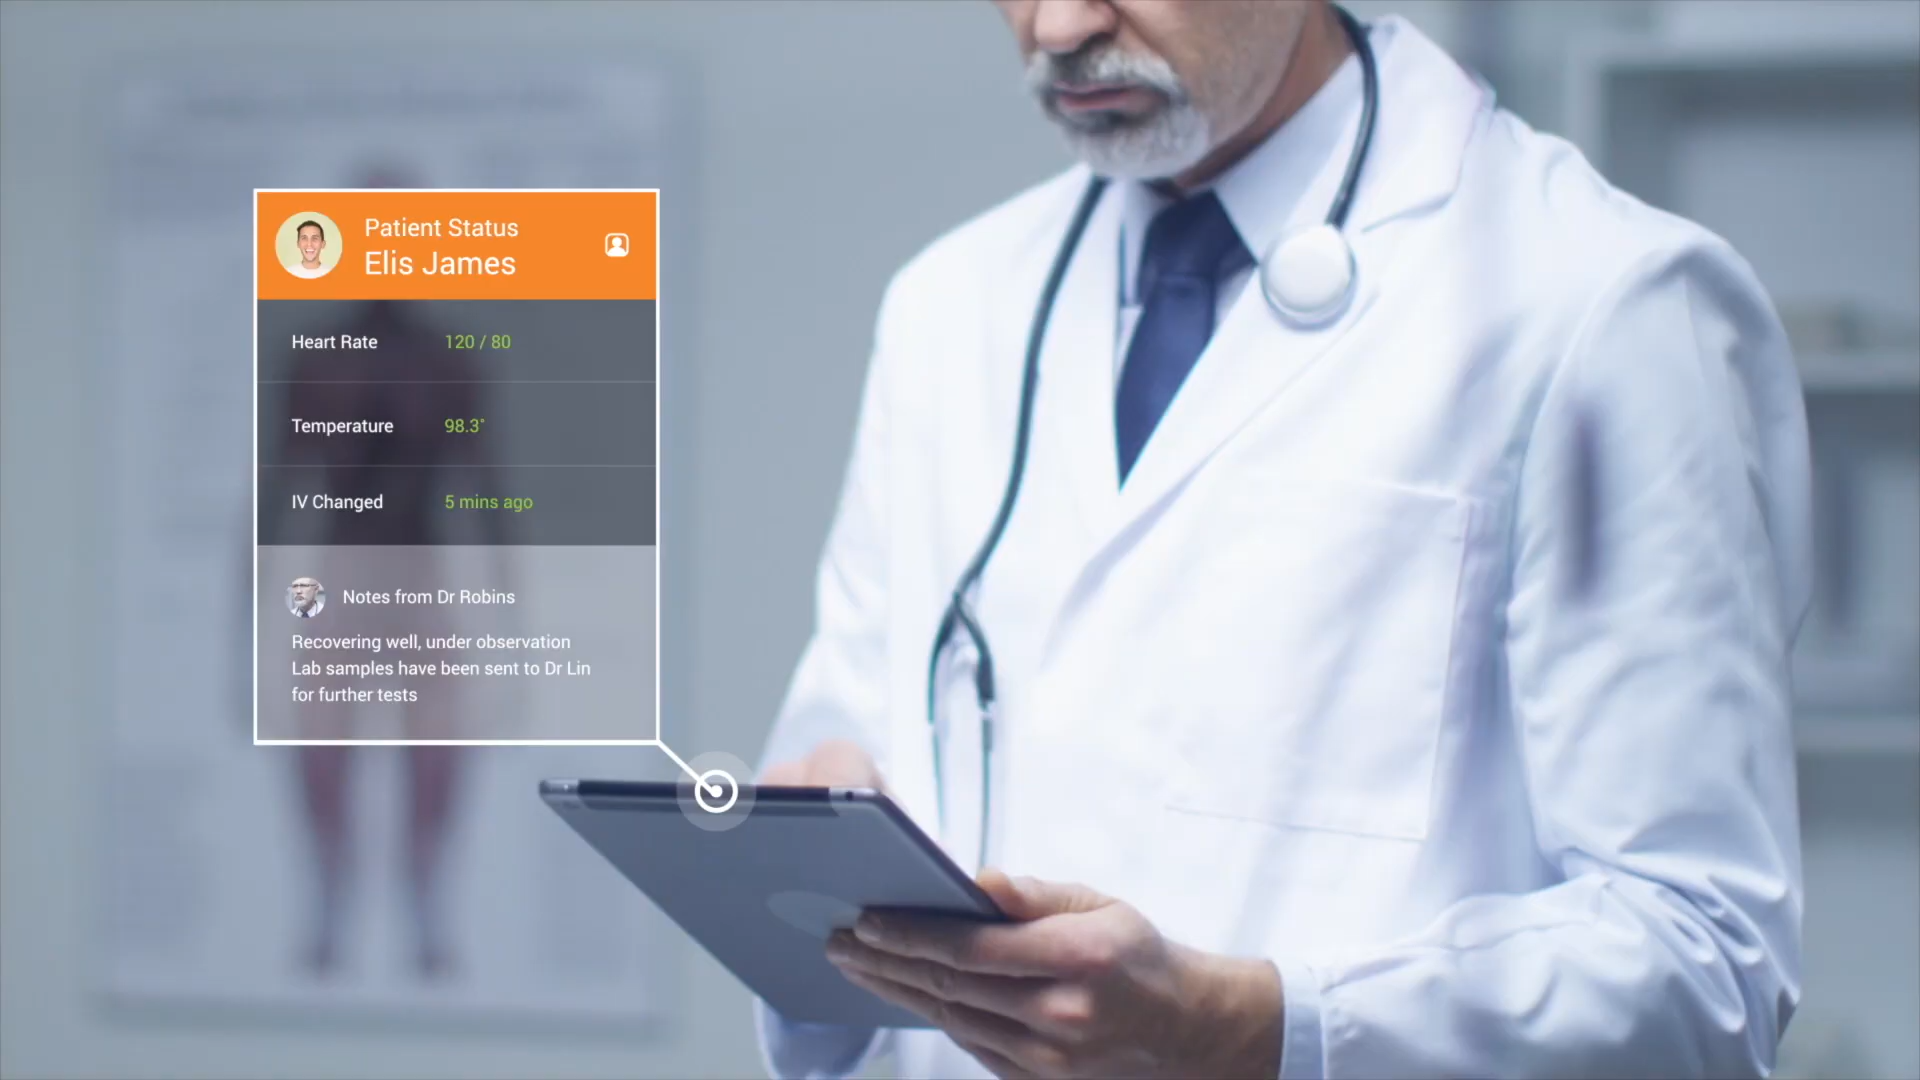 Patient Status
Elis James
Heart Rate 120 / 80
Temperature 98.3°
IV Changed 5 mins ago
Notes from Dr Robins
Recovering well, under observation
Lab samples have been sent to Dr Lin
for further tests